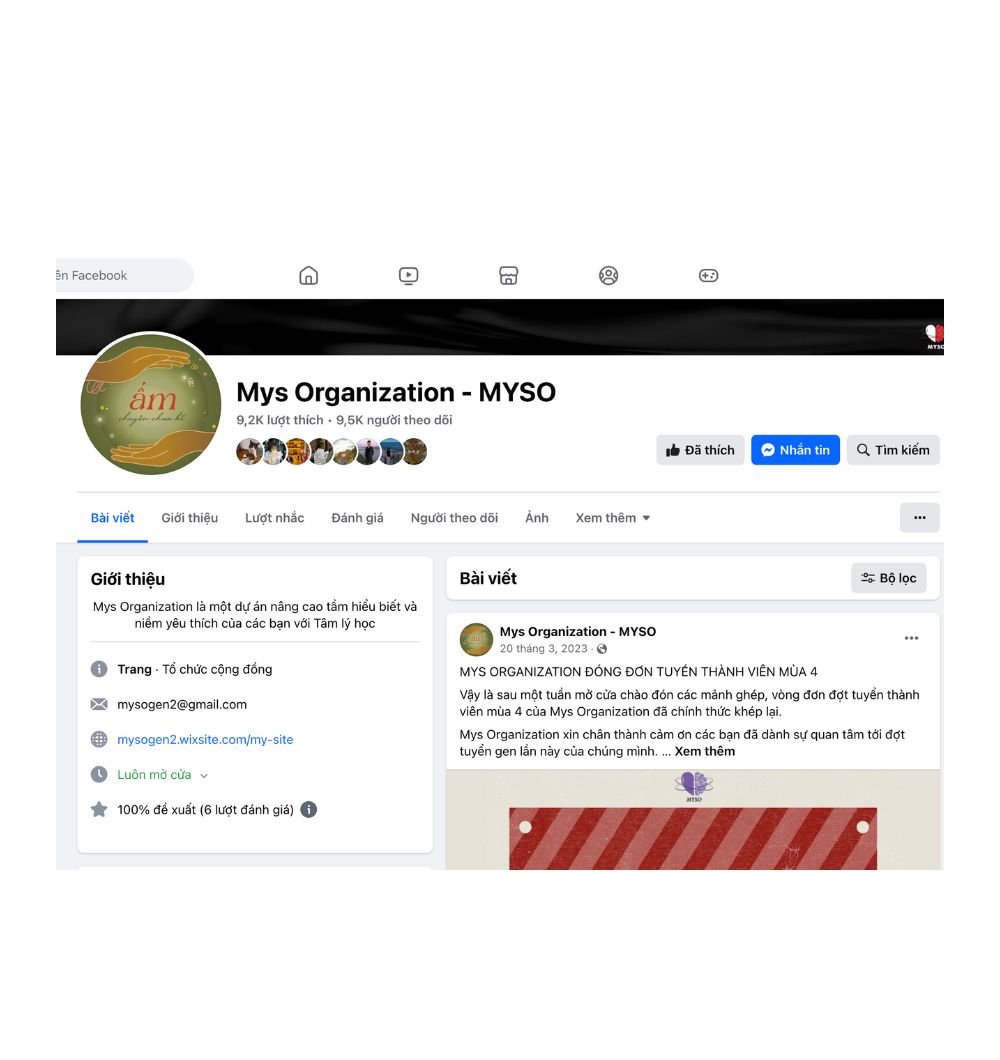 ên Facebook
MYSO
ấm
chuyện chưa kể
Mys Organization - MYSO
9,2K lượt thích • 9,5K người theo dõi
Đã thích
Nhắn tin
Tìm kiếm
Bài viết
Giới thiệu
Lượt nhắc
Đánh giá
Người theo dõi
Ảnh
Xem thêm
Giới thiệu
Mys Organization là một dự án nâng cao tầm hiểu biết và
niềm yêu thích của các bạn với Tâm lý học
Trang · Tổ chức cộng đồng
mysogen2@gmail.com
mysogen2.wixsite.com/my-site
Luôn mở cửa
100% đề xuất (6 lượt đánh giá)
Bài viết
Bộ lọc
ấm
Mys Organization - MYSO
20 tháng 3, 2023 ·
MYS ORGANIZATION ĐÓNG ĐƠN TUYỂN THÀNH VIÊN MÙA 4
Vậy là sau một tuần mở cửa chào đón các mảnh ghép, vòng đơn đợt tuyển thành
viên mùa 4 của Mys Organization đã chính thức khép lại.
Mys Organization xin chân thành cảm ơn các bạn đã dành sự quan tâm tới đợt
tuyển gen lần này của chúng mình. ... Xem thêm
MYSO